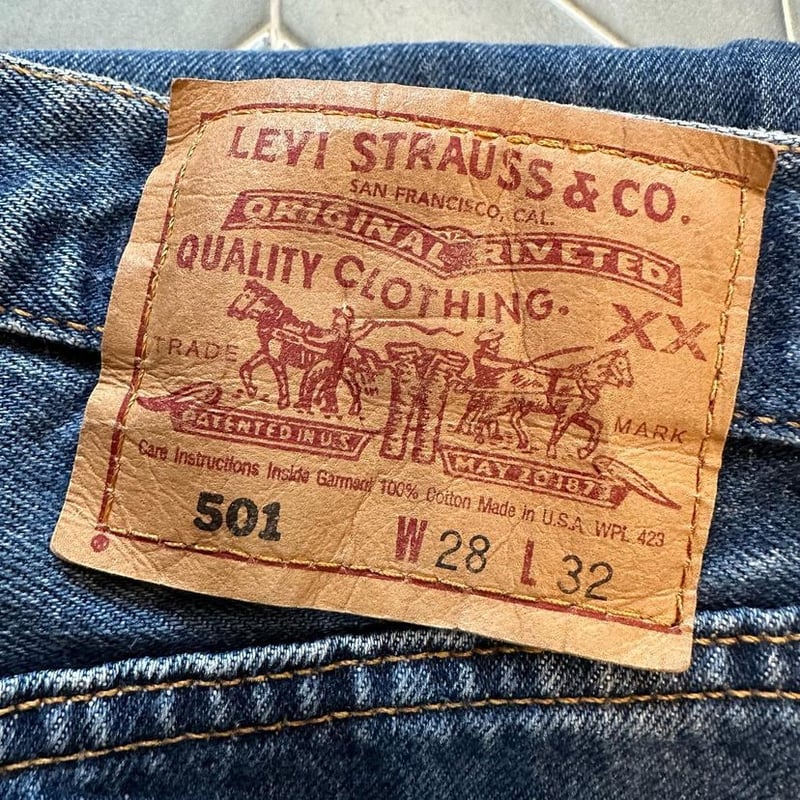 LEVI STRAUSS & CO.
SAN FRANCISCO, CAL.
ORIGINAL RIVETED
QUALITY CLOTHING.
XX
TRADE MARK
PATENTED IN U.S.
MAY 20 1873
Care Instructions Inside Garment 100% Cotton Made in U.S.A. WPL 423
501 W 28 L 32
®